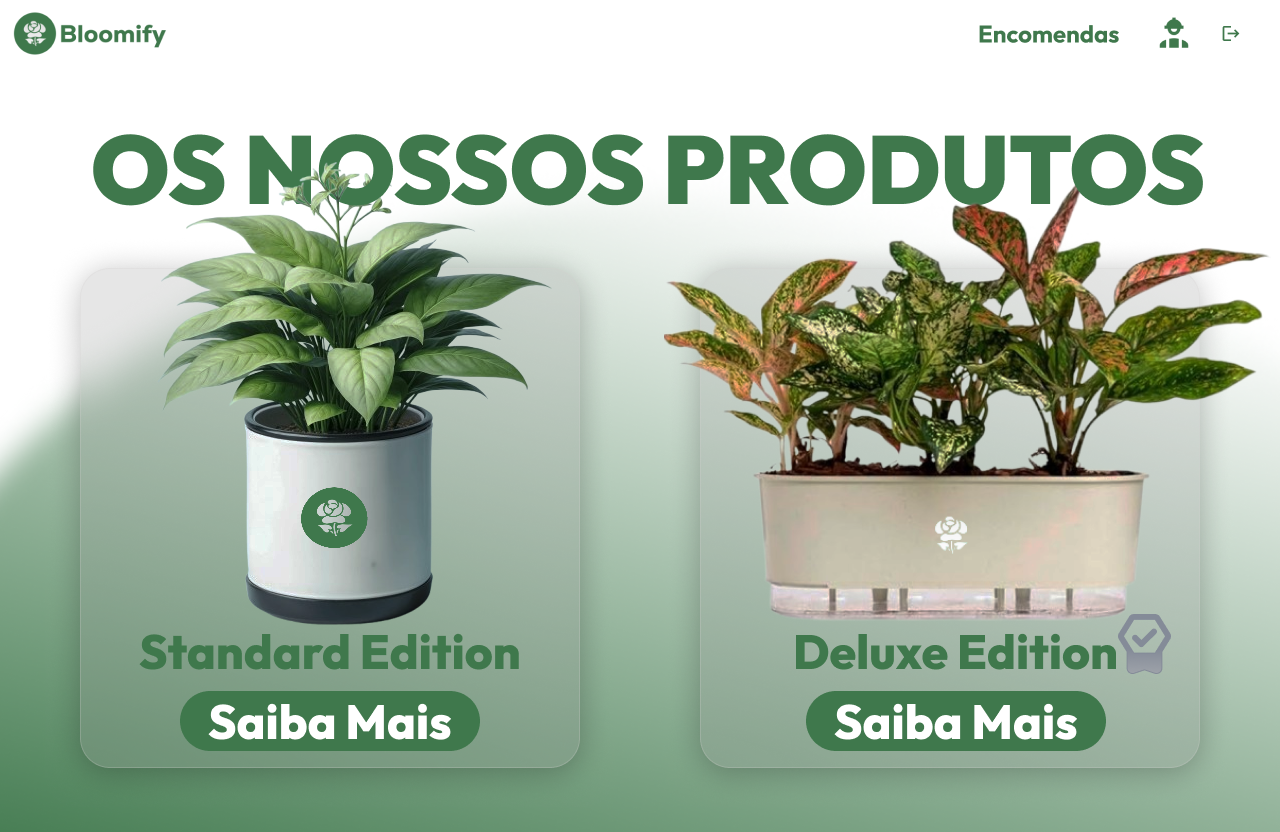 Bloomify
Encomendas
OS NOSSOS PRODUTOS
Standard Edition
Saiba Mais
Deluxe Edition
Saiba Mais